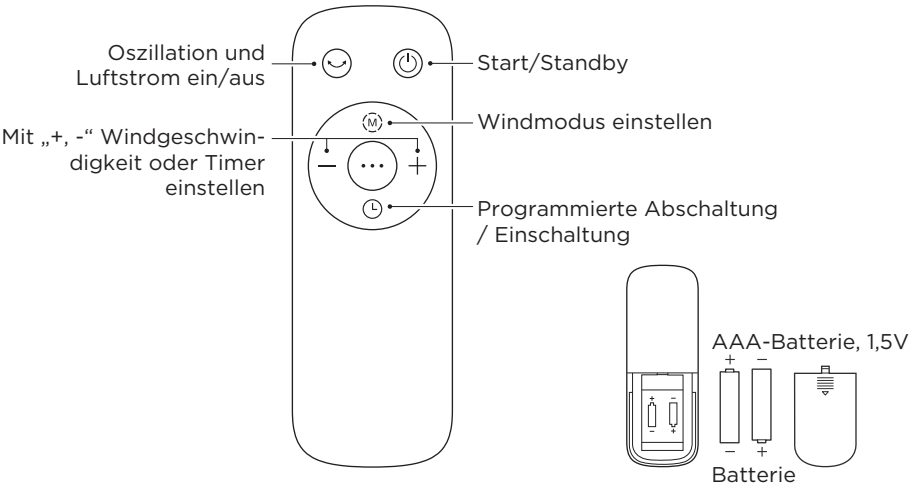 Oszillation und
Luftstrom ein/aus
Start/Standby
M
Windmodus einstellen
Mit „+, -“ Windgeschwin-
digkeit oder Timer
einstellen
Programmierte Abschaltung
/ Einschaltung
AAA-Batterie, 1,5V
+ −
+ −
− +
− +
Batterie